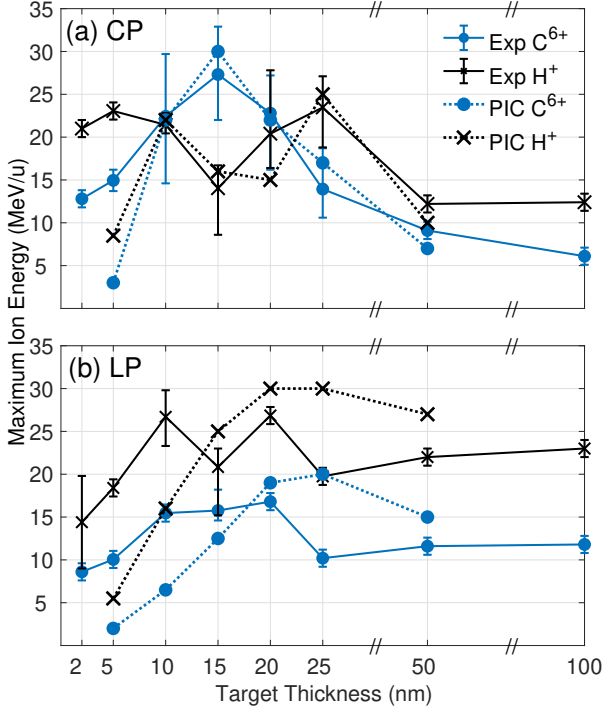 (a) CP
35
30
25
20
15
10
5
Exp C6+
Exp H+
PIC C6+
PIC H+
Maximum Ion Energy (MeV/u)
(b) LP
35
30
25
20
15
10
5
2 5 10 15 20 25 50 100
Target Thickness (nm)